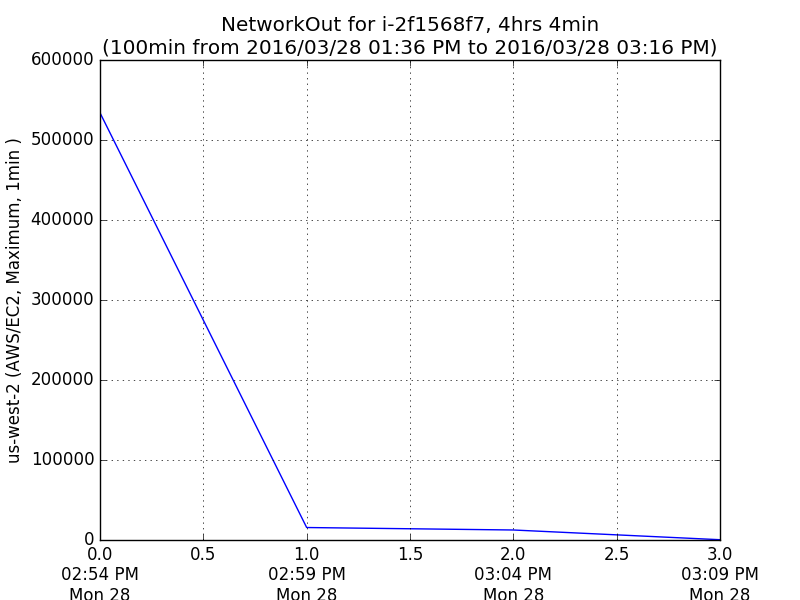 NetworkOut for i-2f1568f7, 4hrs 4min
(100min from 2016/03/28 01:36 PM to 2016/03/28 03:16 PM)
us-west-2 (AWS/EC2, Maximum, 1min )
600000
500000
400000
300000
200000
100000
0
0.0 0.5 1.0 1.5 2.0 2.5 3.0
02:54 PM 02:59 PM 03:04 PM 03:09 PM
Mon 28 Mon 28 Mon 28 Mon 28